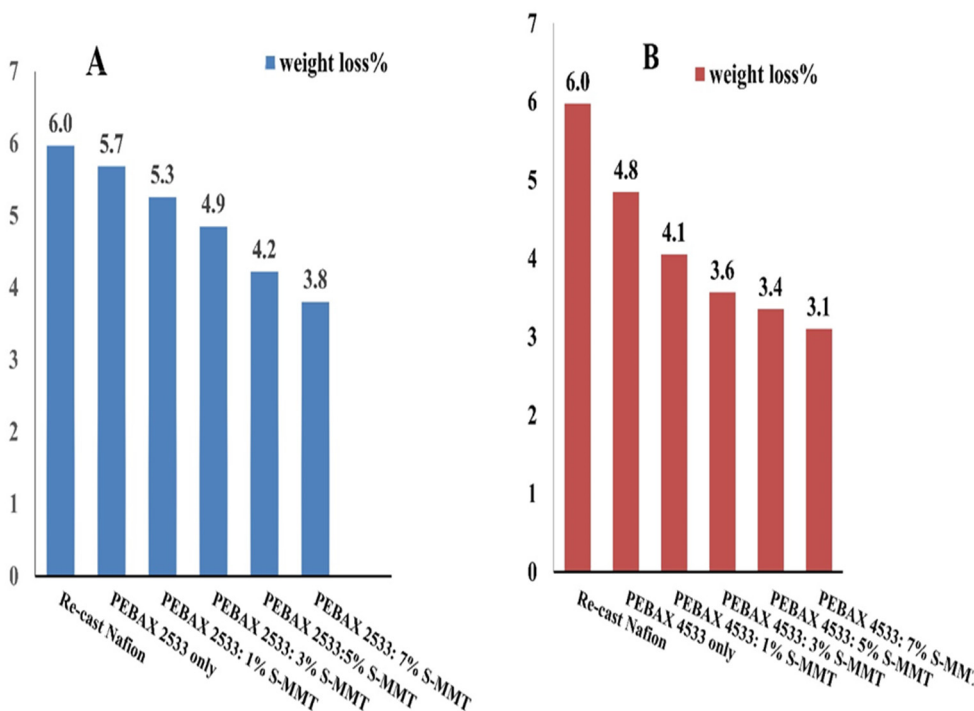 A
weight loss%
7
6
5
4
3
2
1
0
6.0
5.7
5.3
4.9
4.2
3.8
Re-cast Nafion
PEBAX 2533 only
PEBAX 2533: 1% S-MMT
PEBAX 2533: 3% S-MMT
PEBAX 2533:5% S-MMT
PEBAX 2533: 7% S-MMT
B
weight loss%
7
6
5
4
3
2
1
0
6.0
4.8
4.1
3.6
3.4
3.1
Re-cast Nafion
PEBAX 4533 only
PEBAX 4533: 1% S-MMT
PEBAX 4533: 3% S-MMT
PEBAX 4533: 5% S-MMT
PEBAX 4533: 7% S-MMT